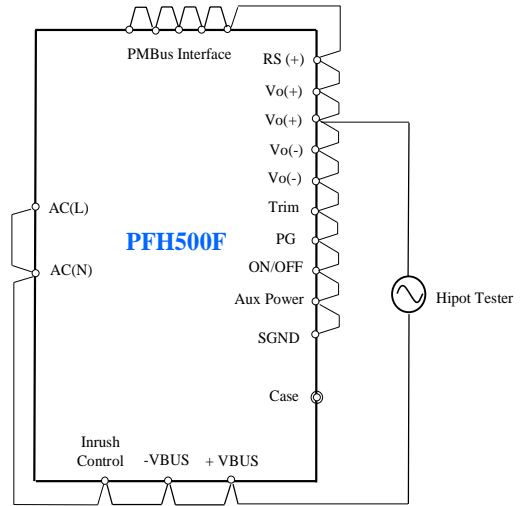 PMBus Interface
RS (+)
Vo(+)
Vo(+)
Vo(-)
Vo(-)
Trim
PG
ON/OFF
Aux Power
SGND
Case
AC(L)
AC(N)
PFH500F
Hipot Tester
Inrush
Control
-VBUS
+ VBUS